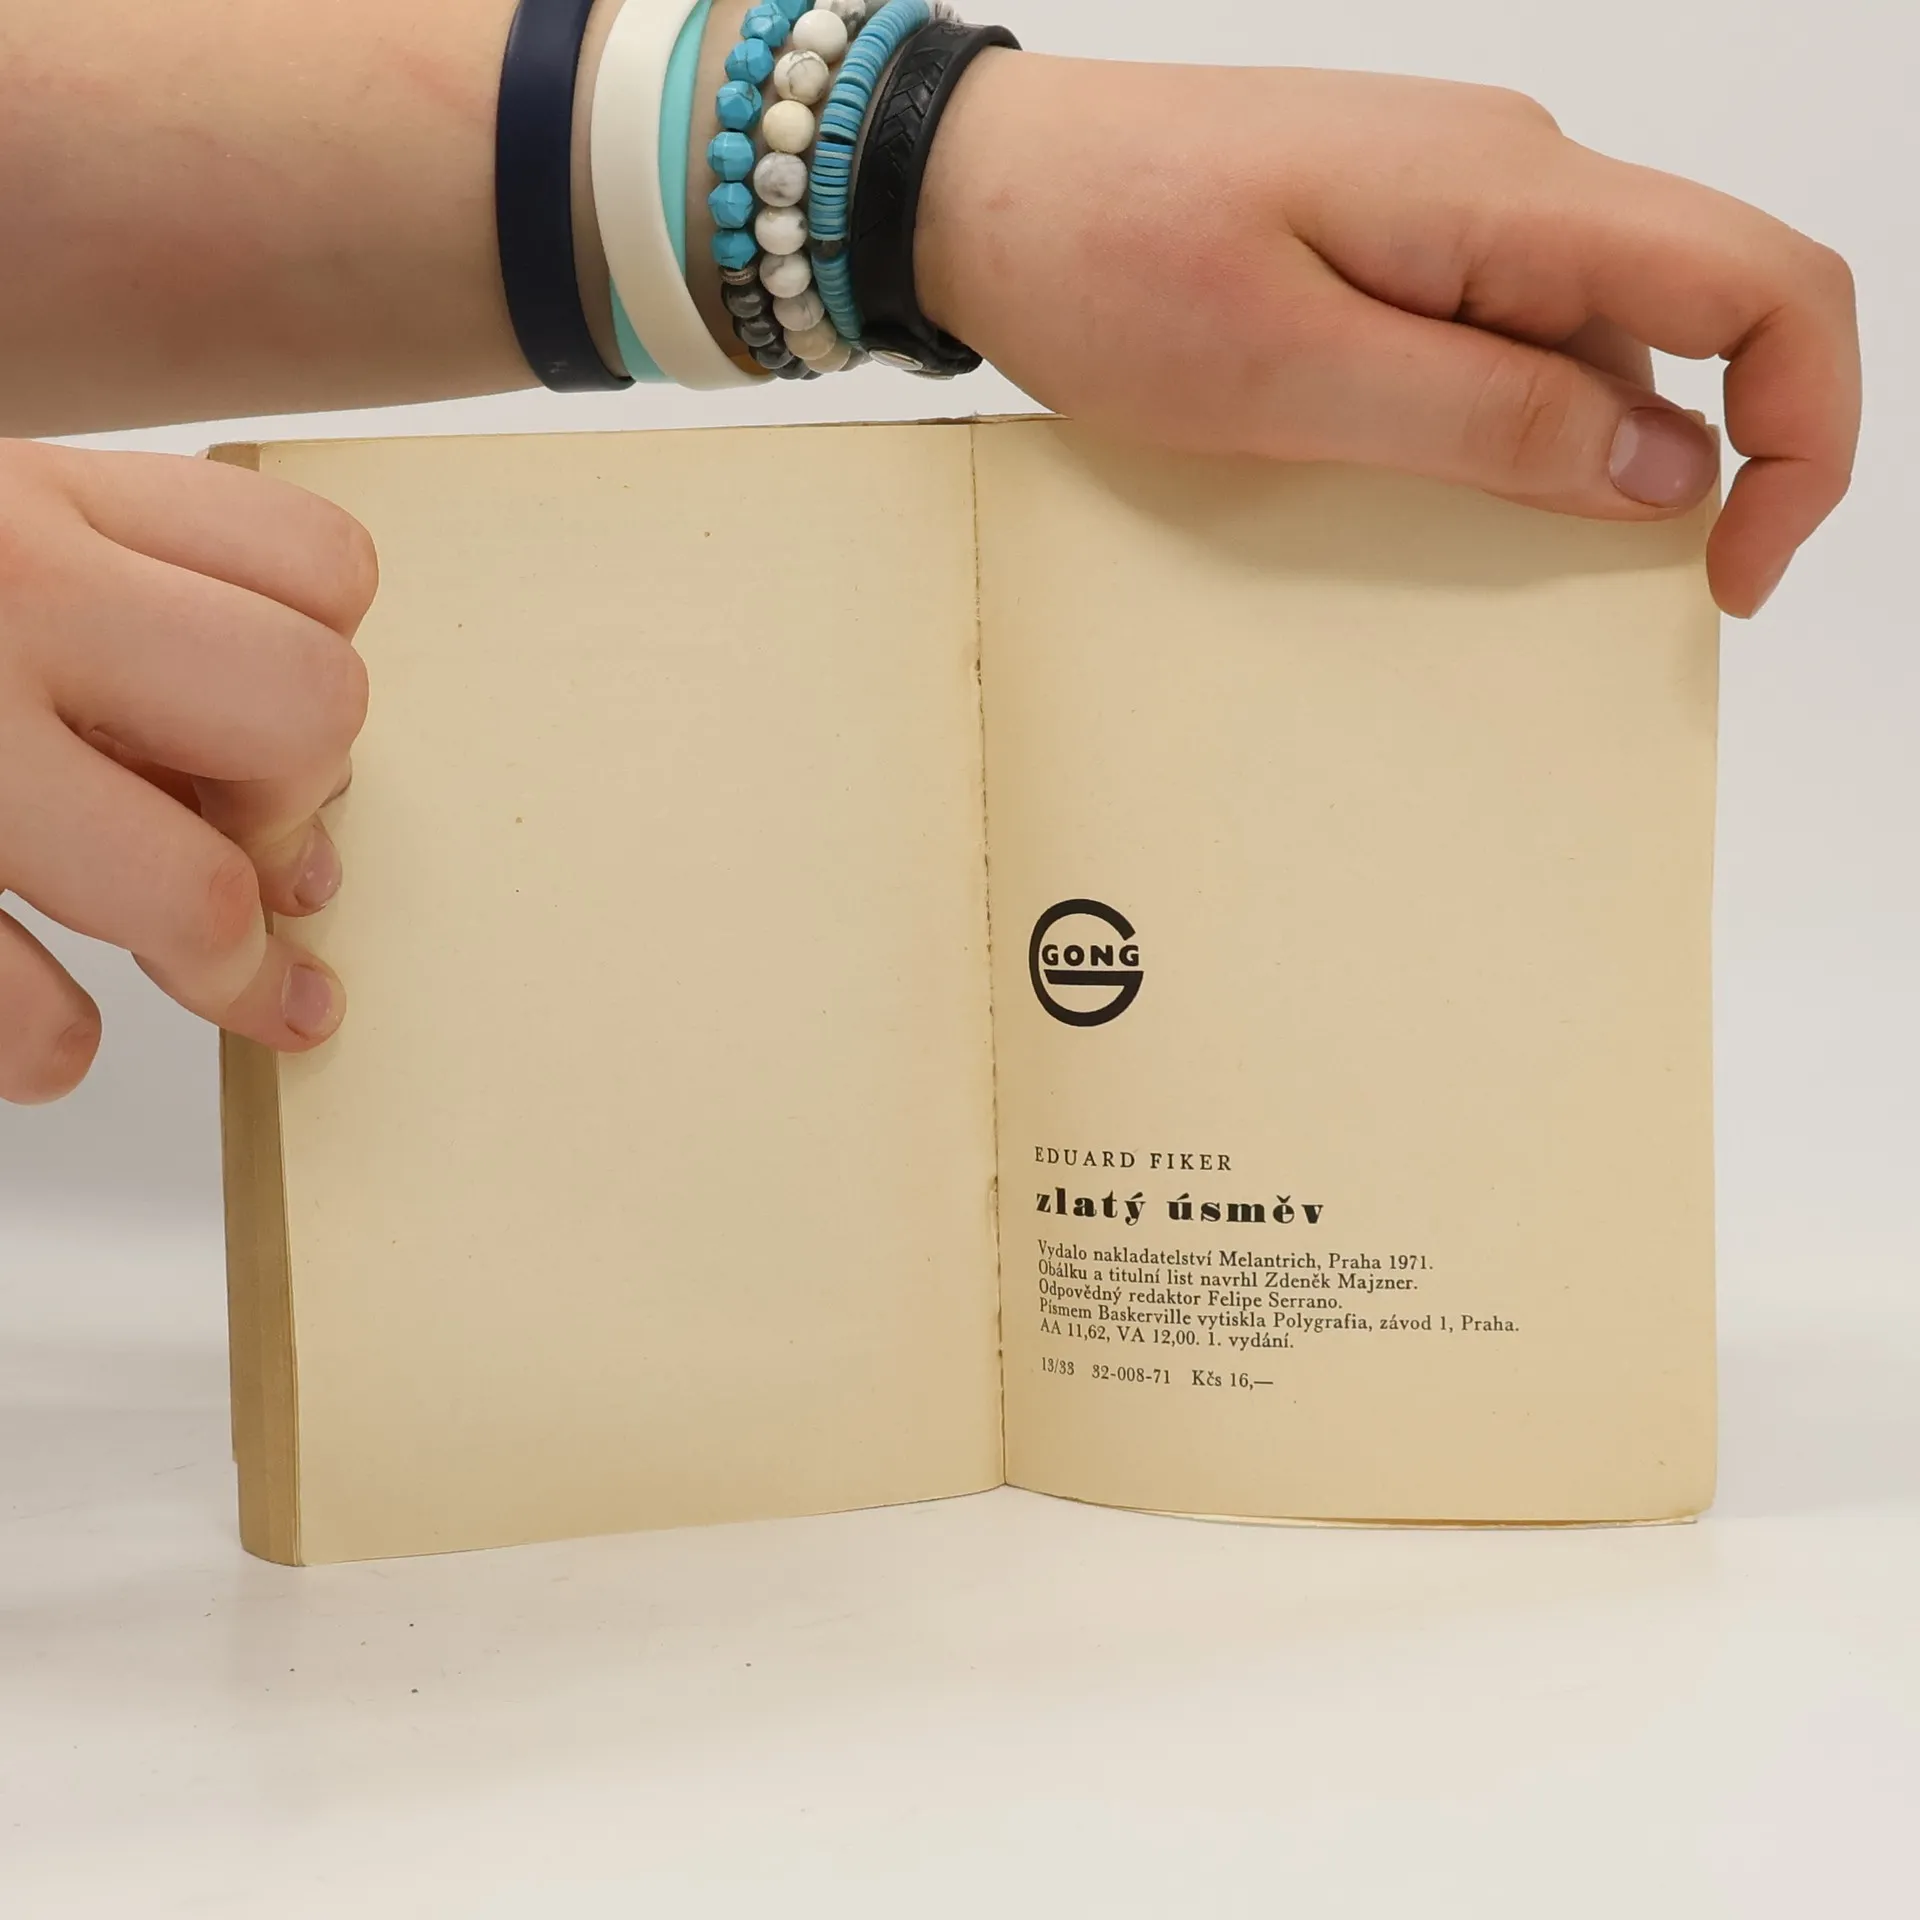 GONG
EDUARD FIKER
zlatý úsměv
Vydalo nakladatelství Melantrich, Praha 1971.
Obálku a titulní list navrhl Zdeněk Majzner.
Odpovědný redaktor Felipe Serrano.
Písmem Baskerville vytiskla Polygrafia, závod 1, Praha.
AA 11,62, VA 12,00. 1. vydání.
13/33 32-008-71 Kčs 16,—